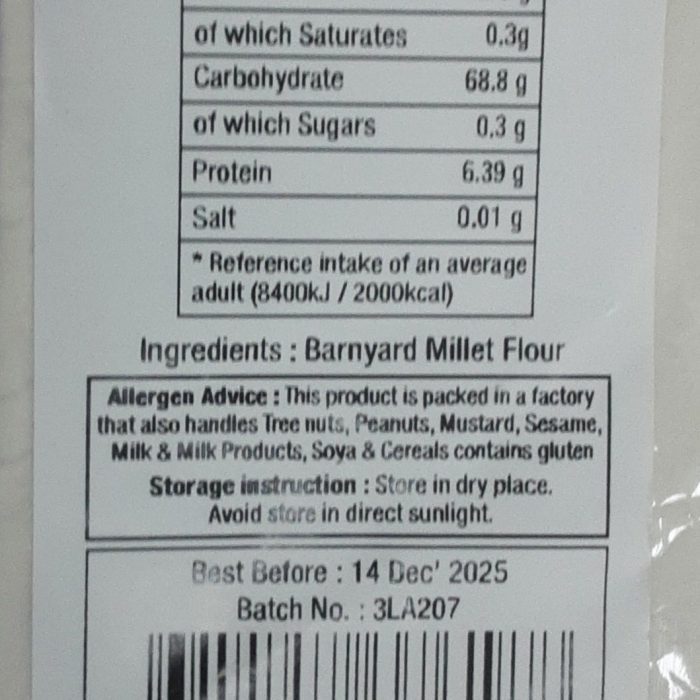 of which Saturates 0.3g
Carbohydrate 68.8 g
of which Sugars 0.3 g
Protein 6.39 g
Salt 0.01 g
* Reference intake of an average
adult (8400kJ / 2000kcal)
Ingredients : Barnyard Millet Flour
Allergen Advice : This product is packed in a factory
that also handles Tree nuts, Peanuts, Mustard, Sesame,
Milk & Milk Products, Soya & Cereals contains gluten
Storage instruction : Store in dry place.
Avoid store in direct sunlight.
Best Before : 14 Dec' 2025
Batch No. : 3LA207